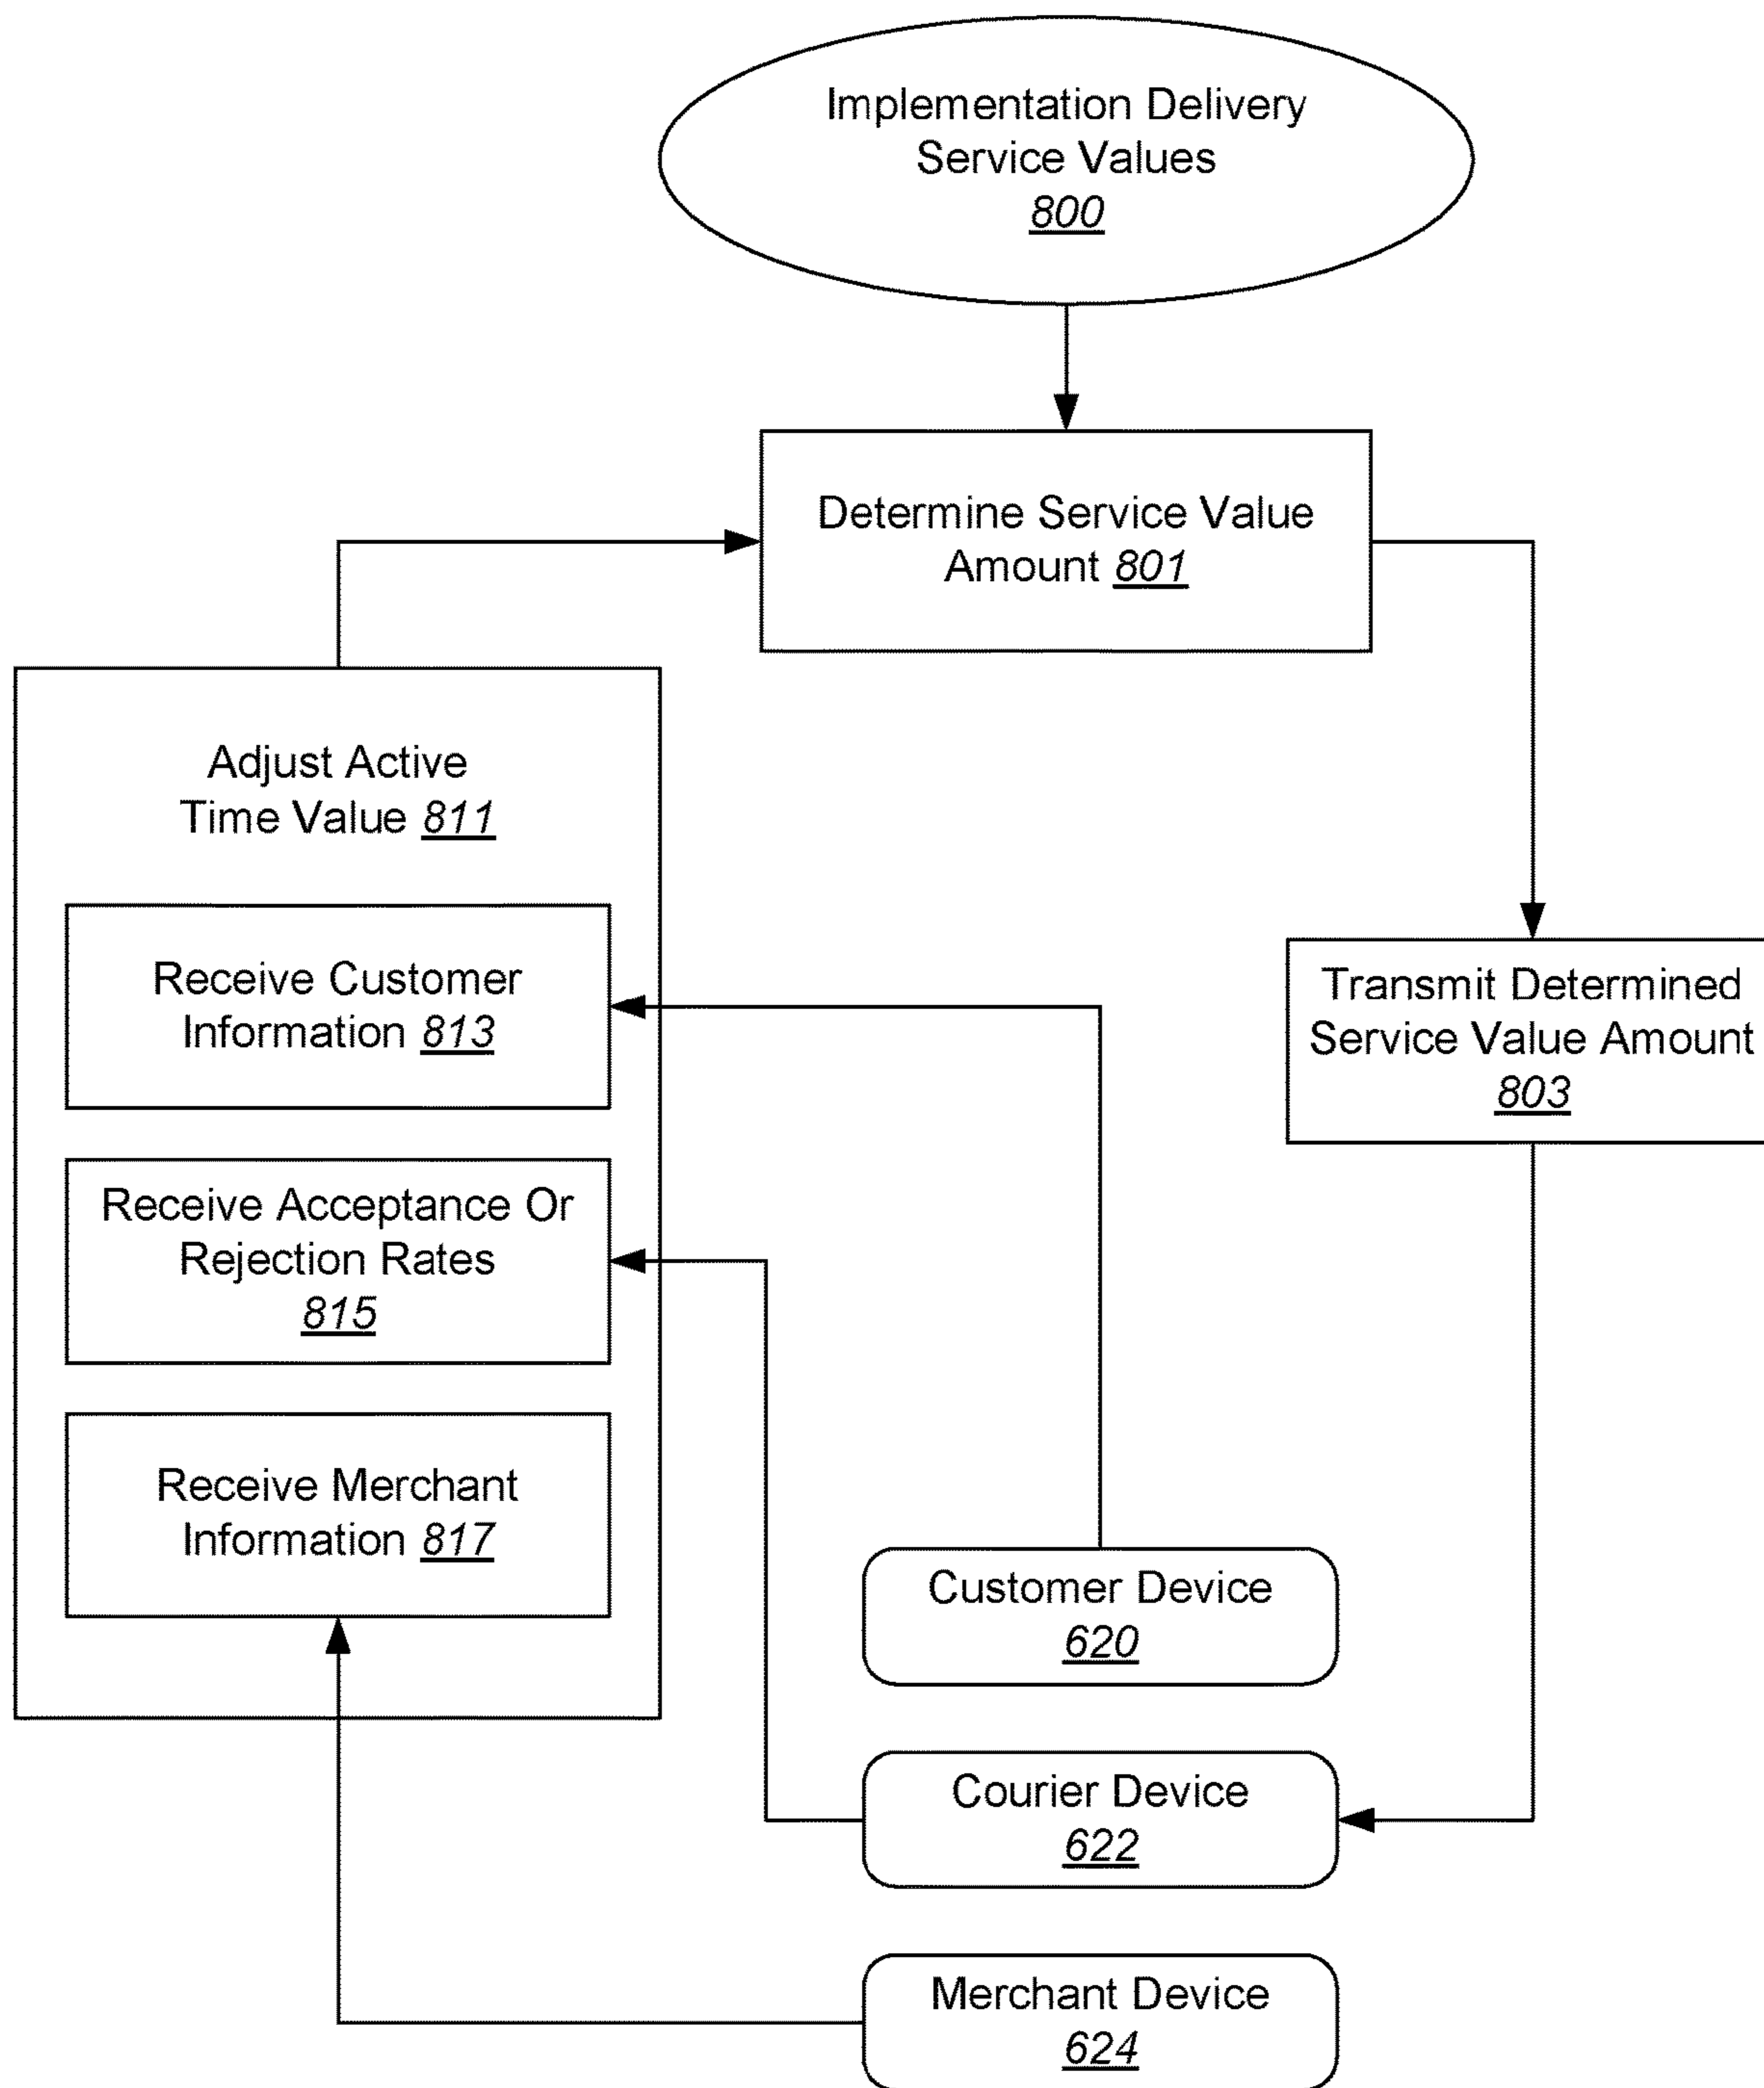 Implementation Delivery
Service Values
800
Determine Service Value
Amount 801
Adjust Active
Time Value 811
Receive Customer
Information 813
Transmit Determined
Service Value Amount
803
Receive Acceptance Or
Rejection Rates
815
Receive Merchant
Information 817
Customer Device
620
Courier Device
622
Merchant Device
624